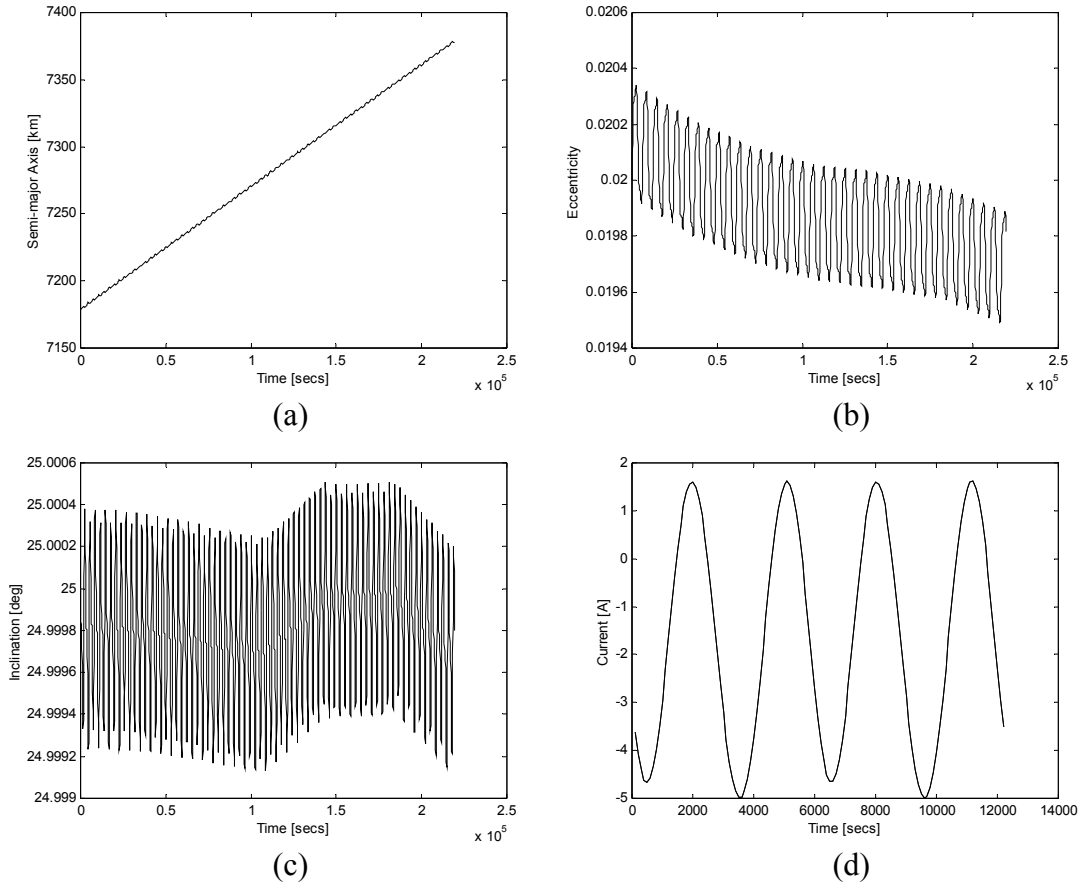 7400
7350
7300
7250
7200
7150
Semi-major Axis [km]
0 0.5 1 1.5 2 2.5
Time [secs]
x 10^5
(a)
0.0206
0.0204
0.0202
0.02
0.0198
0.0196
0.0194
Eccentricity
0 0.5 1 1.5 2 2.5
Time [secs]
x 10^5
(b)
25.0006
25.0004
25.0002
25
24.9998
24.9996
24.9994
24.9992
24.999
Inclination [deg]
0 0.5 1 1.5 2 2.5
Time [secs]
x 10^5
(c)
2
1
0
-1
-2
-3
-4
-5
Current [A]
0 2000 4000 6000 8000 10000 12000 14000
Time [secs]
(d)